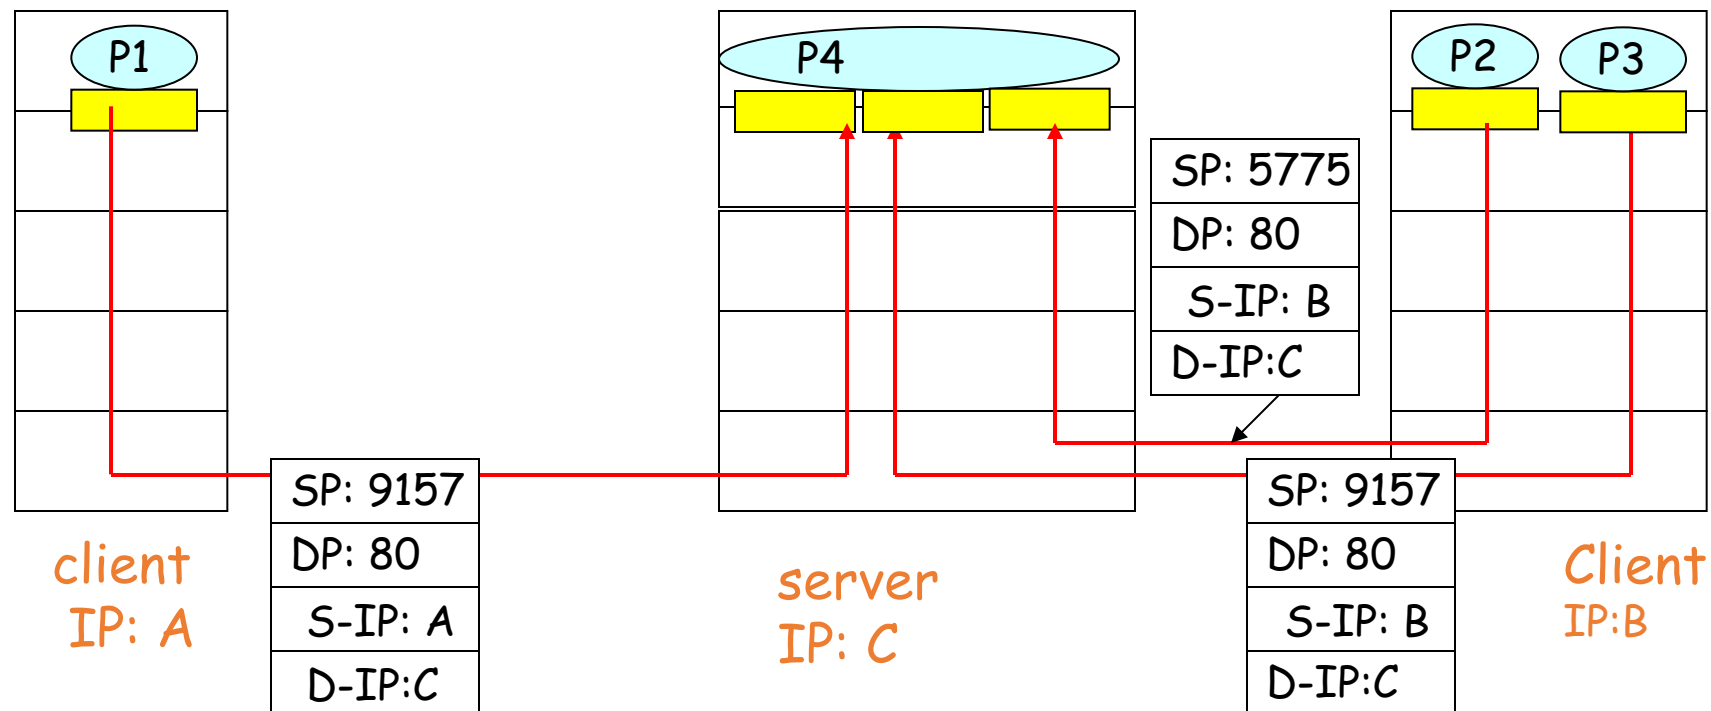 P1
P4
P2
P3
SP: 5775
DP: 80
S-IP: B
D-IP:C
SP: 9157
DP: 80
S-IP: A
D-IP:C
SP: 9157
DP: 80
S-IP: B
D-IP:C
client
IP: A
server
IP: C
Client
IP:B